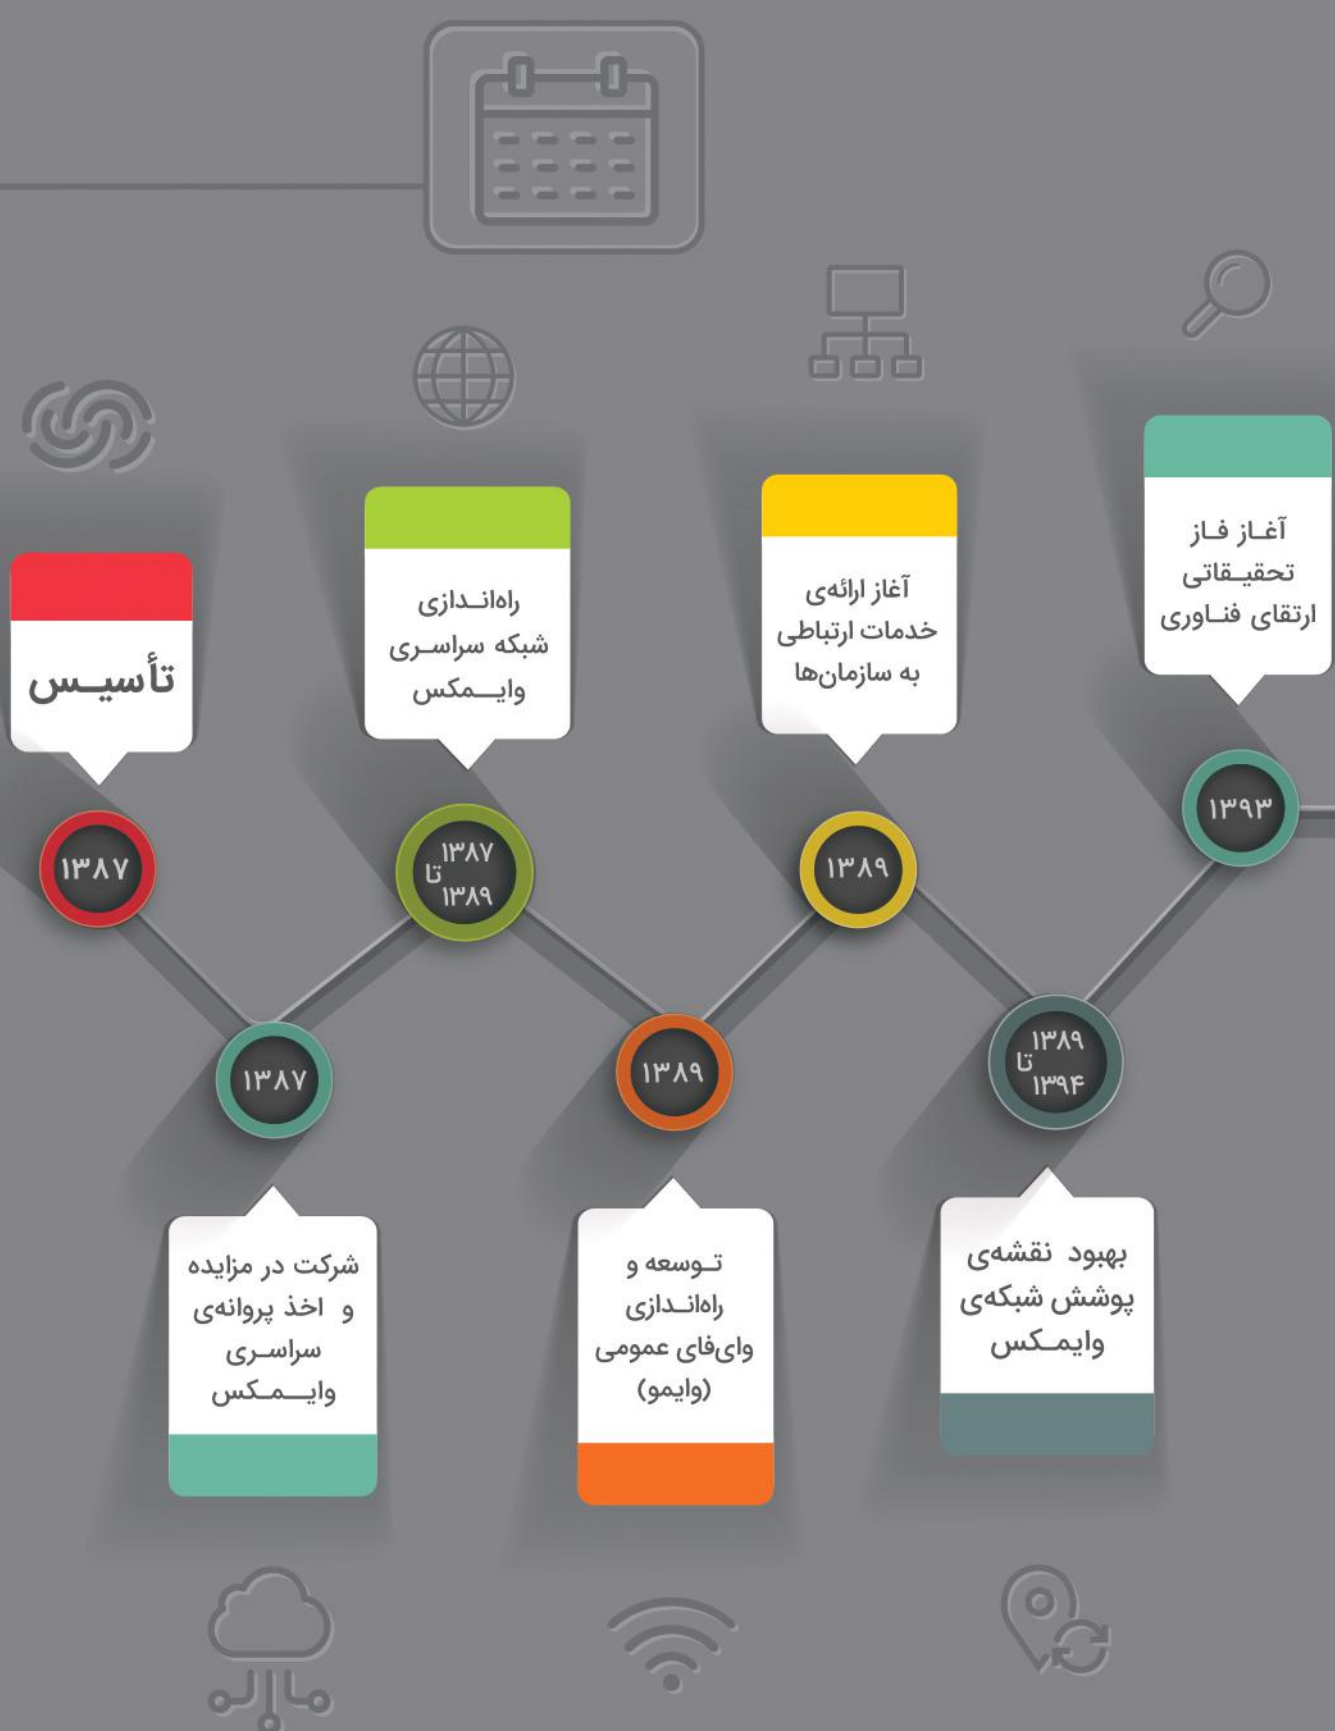 تأسیس
۱۳۸۷
۱۳۸۷
شرکت در مزایده
و اخذ پروانه‌ی
سراسری
وایمکس
راه‌اندازی
شبکه سراسری
وایمکس
۱۳۸۷
تا
۱۳۸۹
۱۳۸۹
توسعه و
راه‌اندازی
وای‌فای عمومی
(وایمو)
آغاز ارائه‌ی
خدمات ارتباطی
به سازمان‌ها
۱۳۸۹
۱۳۸۹
تا
۱۳۹۴
بهبود نقشه‌ی
پوشش شبکه‌ی
وایمکس
آغاز فاز
تحقیقاتی
ارتقای فناوری
۱۳۹۳